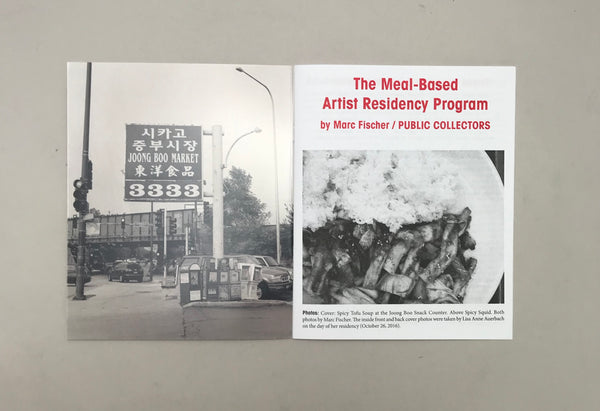 시카고
중부시장
JOONG BOO MARKET
東洋食品
3333
The Meal-Based
Artist Residency Program
by Marc Fischer / PUBLIC COLLECTORS
Photos: Cover: Spicy Tofu Soup at the Joong Boo Snack Counter. Above Spicy Squid. Both
photos by Marc Fischer. The inside front and back cover photos were taken by Lisa Anne Auerbach
on the day of her residency (October 26, 2016).